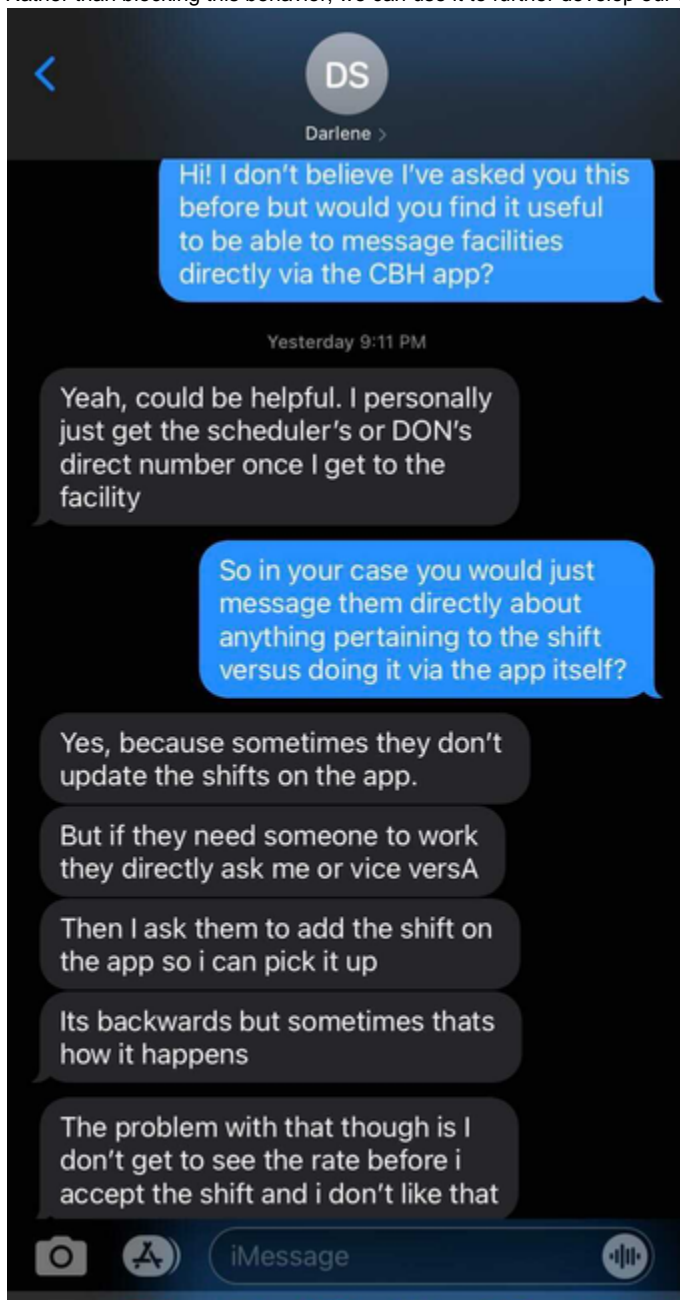 Rather than blocking this behavior, we can use it to further develop our
DS
Darlene >
Hi! I don't believe I've asked you this
before but would you find it useful
to be able to message facilities
directly via the CBH app?
Yesterday 9:11 PM
Yeah, could be helpful. I personally
just get the scheduler's or DON's
direct number once I get to the
facility
So in your case you would just
message them directly about
anything pertaining to the shift
versus doing it via the app itself?
Yes, because sometimes they don't
update the shifts on the app.
But if they need someone to work
they directly ask me or vice versA
Then I ask them to add the shift on
the app so i can pick it up
Its backwards but sometimes thats
how it happens
The problem with that though is I
don't get to see the rate before i
accept the shift and i don't like that
iMessage